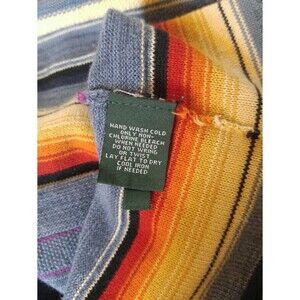 HAND WASH COLD
ONLY NON-
CHLORINE BLEACH
WHEN NEEDED
DO NOT WRING
OR TWIST
LAY FLAT TO DRY
COOL IRON
IF NEEDED